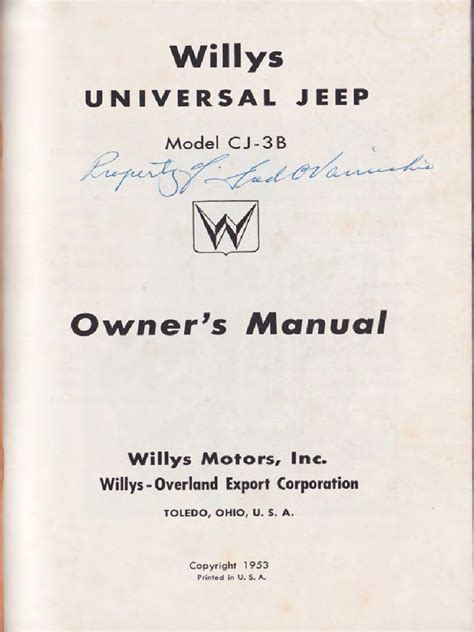 Willys
UNIVERSAL JEEP
Model CJ-3B
Property of
W
Owner's Manual
Willys Motors, Inc.
Willys-Overland Export Corporation
TOLEDO, OHIO, U. S. A.
Copyright 1953
Printed in U. S. A.